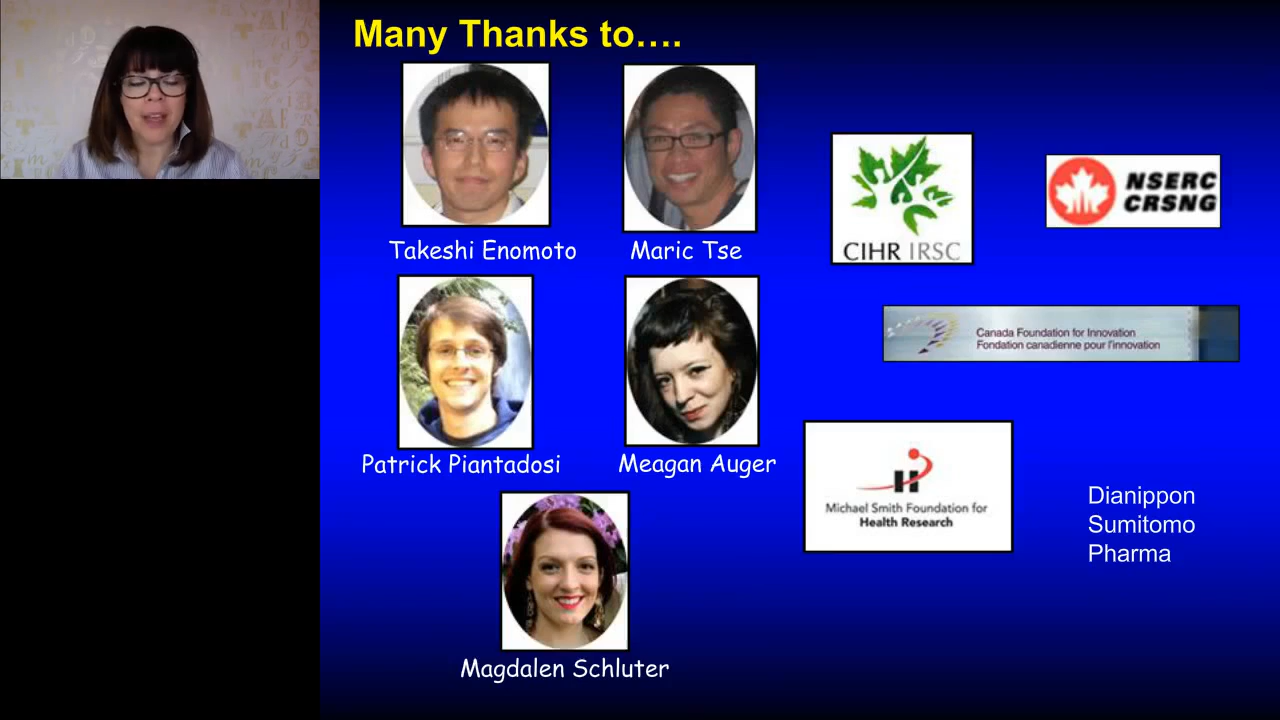 Many Thanks to….
Takeshi Enomoto
Maric Tse
CIHR IRSC
NSERC
CRSNG
Canada Foundation for Innovation
Fondation canadienne pour l'innovation
Patrick Piantadosi
Meagan Auger
Michael Smith Foundation for
Health Research
Dianippon
Sumitomo
Pharma
Magdalen Schluter